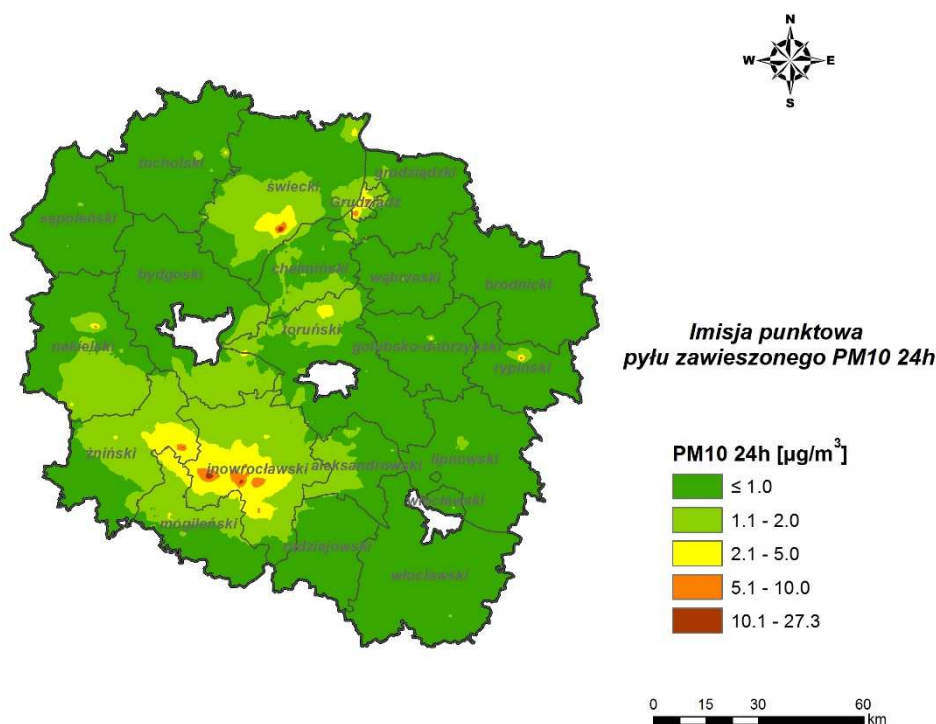 N
W E
S
tucholski
świecki
grudziądzki
Grudziądz
sępoleński
bydgoski
chełmiński
wąbrzeski
brodnicki
toruński
nakielski
golubsko-dobrzyński
rypiński
Imisja punktowa
pyłu zawieszonego PM10 24h
żniński
inowrocławski
aleksandrowski
lipnowski
włocławski
mogileński
radziejowski
włocławski
PM10 24h [µg/m³]
≤ 1.0
1.1 - 2.0
2.1 - 5.0
5.1 - 10.0
10.1 - 27.3
0 15 30 60
km